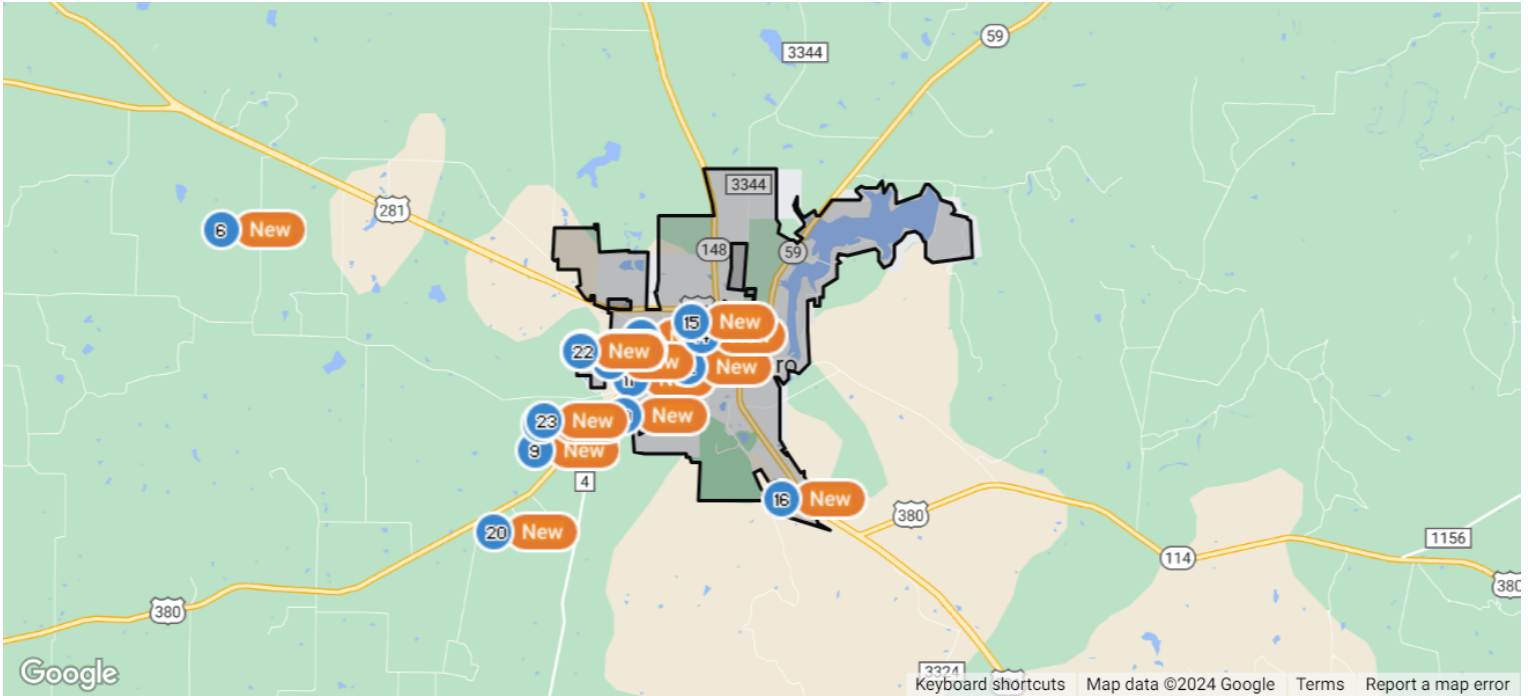 59
3344
281
6 New
3344
148
59
15 New
22 New
New
ro
New
23 New
9 New
4
16 New
380
20 New
1156
114
380
380
3324
Google
Keyboard shortcuts
Map data ©2024 Google
Terms
Report a map error